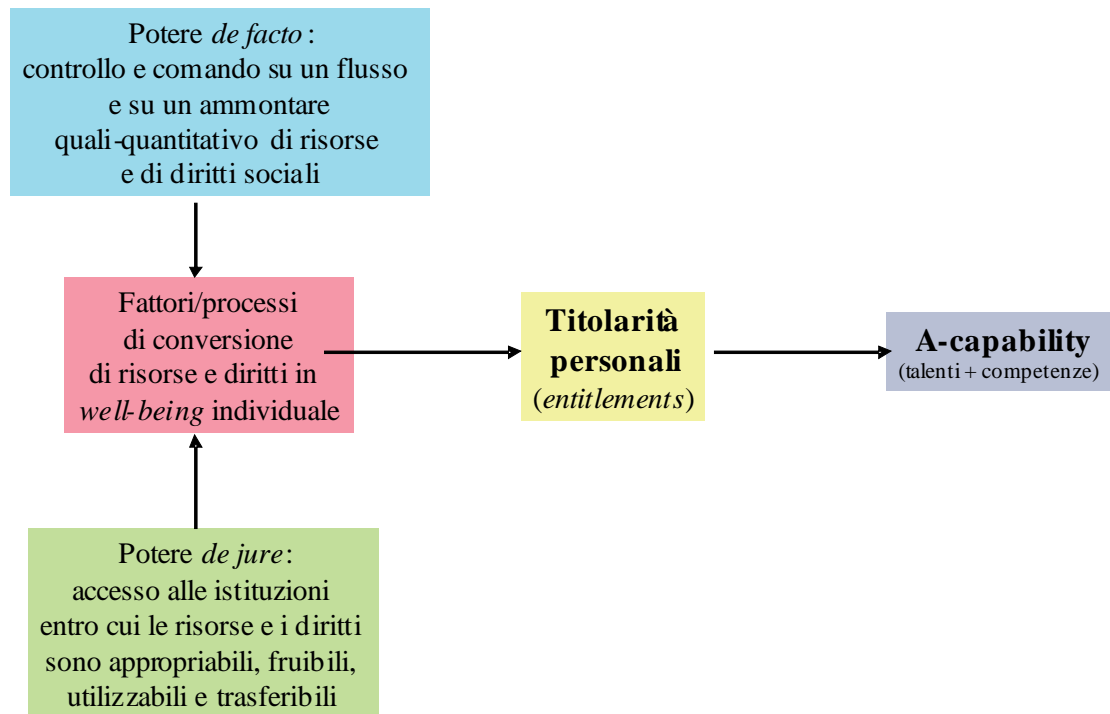 Potere de facto:
controllo e comando su un flusso
e su un ammontare
quali-quantitativo di risorse
e di diritti sociali
Fattori/processi
di conversione
di risorse e diritti in
well-being individuale
Titolarità
personali
(entitlements)
A-capability
(talenti + competenze)
Potere de jure:
accesso alle istituzioni
entro cui le risorse e i diritti
sono appropriabili, fruibili,
utilizzabili e trasferibili